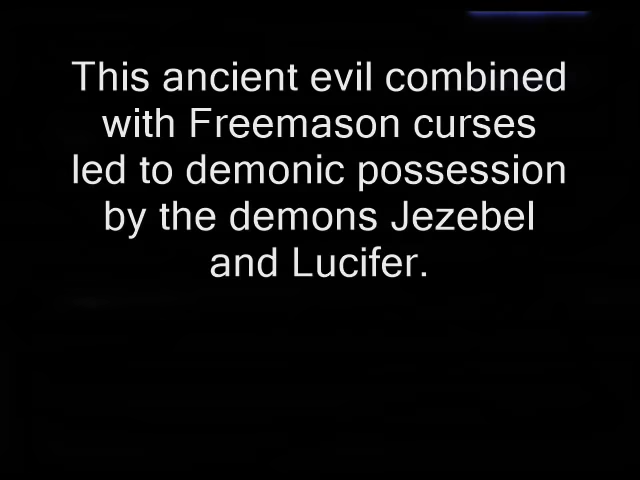 This ancient evil combined
with Freemason curses
led to demonic possession
by the demons Jezebel
and Lucifer.